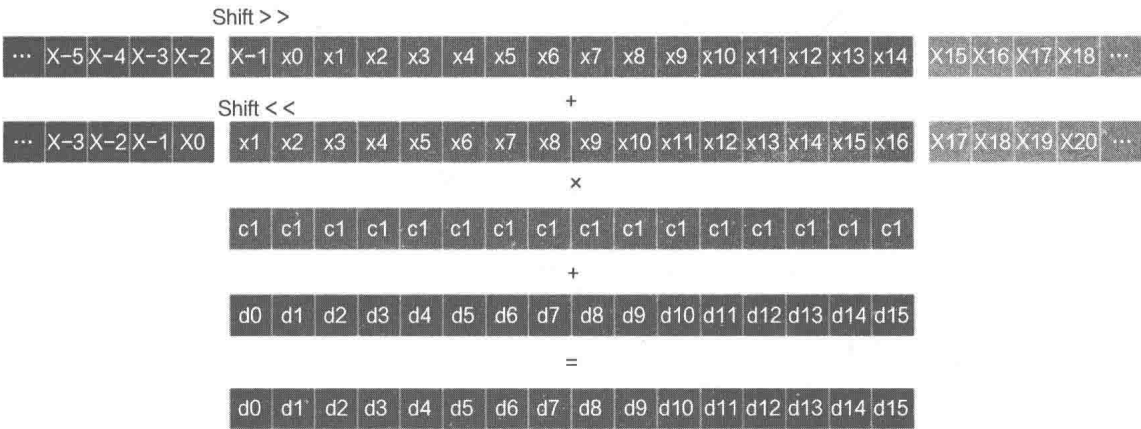 Shift >>
... X−5 X−4 X−3 X−2 X−1 x0 x1 x2 x3 x4 x5 x6 x7 x8 x9 x10 x11 x12 x13 x14 X15 X16 X17 X18 ...
+
Shift <<
... X−3 X−2 X−1 X0 x1 x2 x3 x4 x5 x6 x7 x8 x9 x10 x11 x12 x13 x14 x15 x16 X17 X18 X19 X20 ...
×
c1 c1 c1 c1 c1 c1 c1 c1 c1 c1 c1 c1 c1 c1 c1 c1
+
d0 d1 d2 d3 d4 d5 d6 d7 d8 d9 d10 d11 d12 d13 d14 d15
=
d0 d1 d2 d3 d4 d5 d6 d7 d8 d9 d10 d11 d12 d13 d14 d15